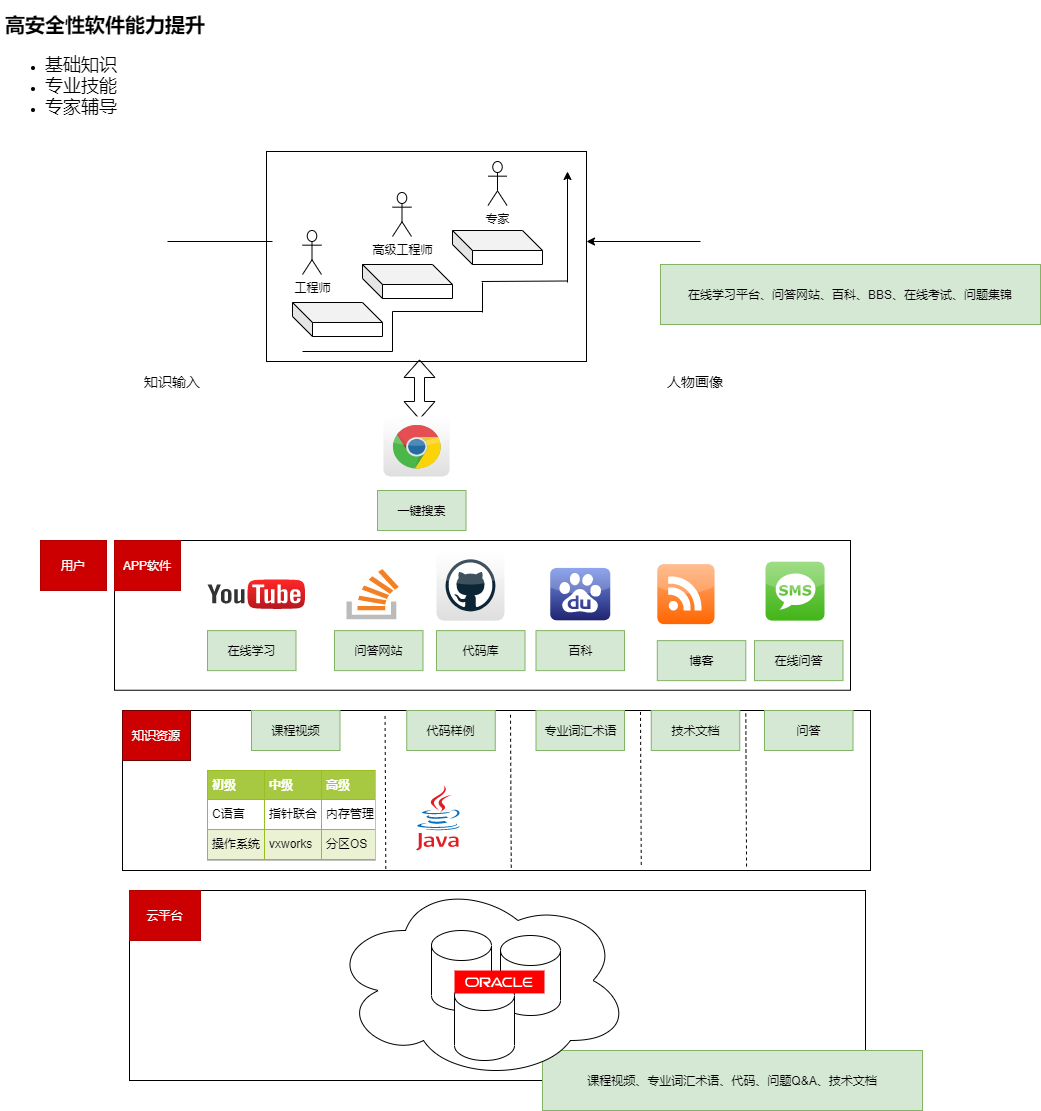 高安全性软件能力提升
基础知识
专业技能
专家辅导
专家
高级工程师
工程师
在线学习平台、问答网站、百科、BBS、在线考试、问题集锦
知识输入
人物画像
一键搜索
用户
APP软件
YouTube
du
SMS
在线学习
问答网站
代码库
百科
博客
在线问答
知识资源
课程视频
代码样例
专业词汇术语
技术文档
问答
初级 中级 高级
C语言 指针联合 内存管理
操作系统 vxworks 分区OS
Java
云平台
ORACLE
课程视频、专业词汇术语、代码、问题Q&A、技术文档